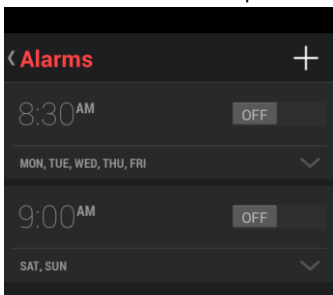 Alarms
8:30AM
OFF
MON, TUE, WED, THU, FRI
9:00AM
OFF
SAT, SUN